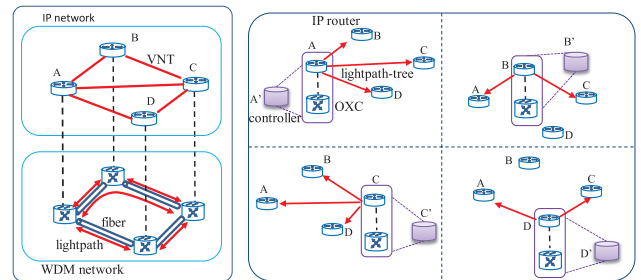 IP network
B
VNT
A
C
D
fiber
lightpath
WDM network
IP router
A
B
C
lightpath-tree
D
A'
OXC
controller
B'
B
A
C
D
B
C
A
C'
D
B
A
C
D
D'